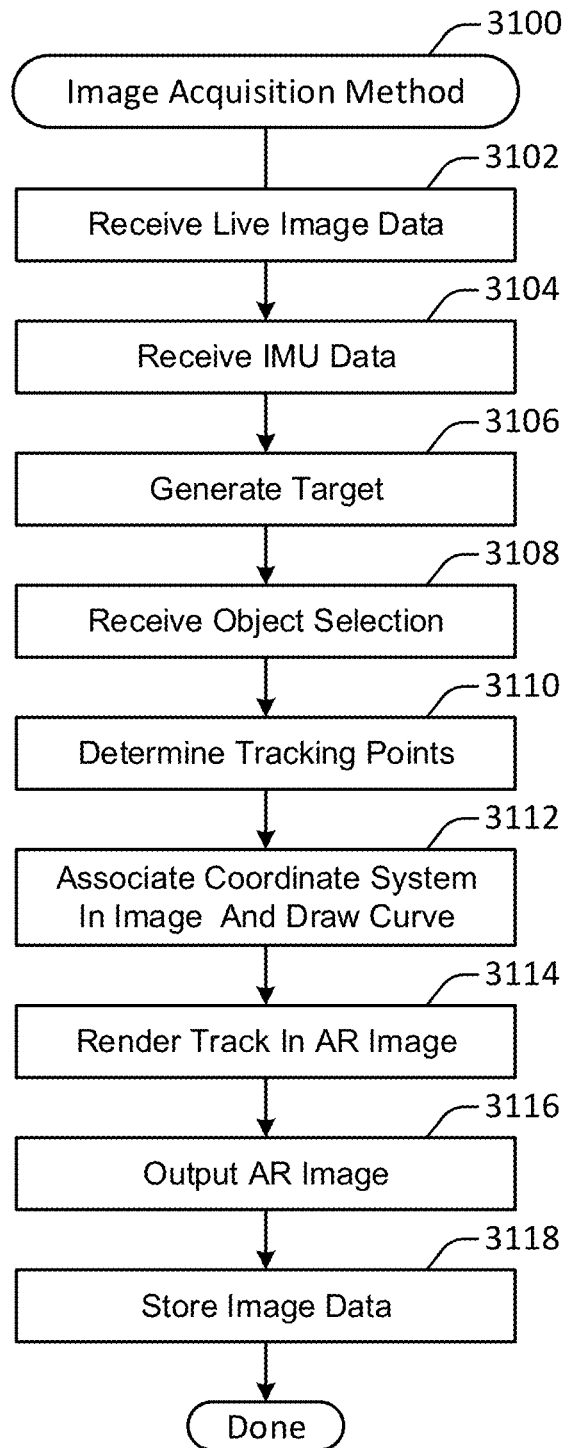 3100
Image Acquisition Method
3102
Receive Live Image Data
3104
Receive IMU Data
3106
Generate Target
3108
Receive Object Selection
3110
Determine Tracking Points
3112
Associate Coordinate System
In Image And Draw Curve
3114
Render Track In AR Image
3116
Output AR Image
3118
Store Image Data
Done